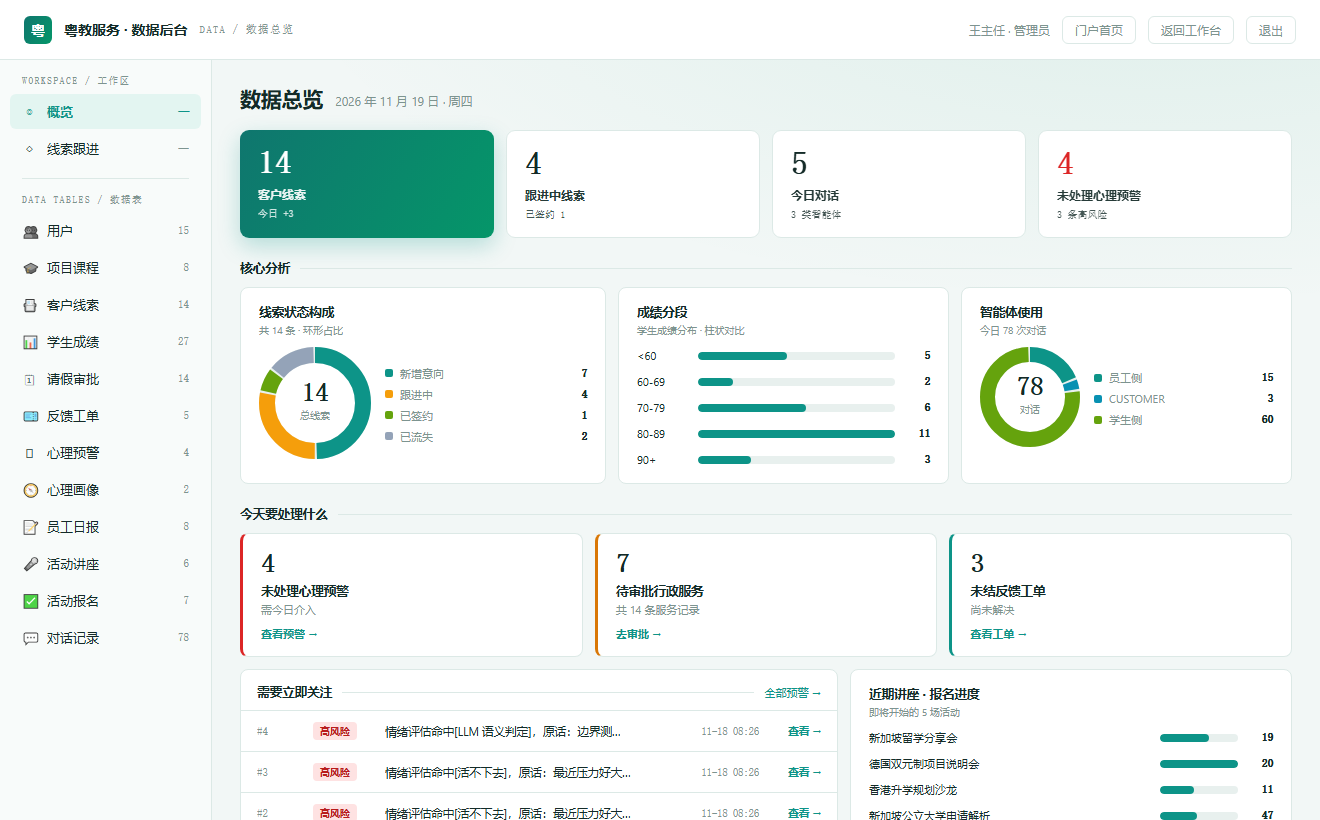 粤 粤教服务 · 数据后台 DATA / 数据总览 王主任 · 管理员 门户首页 返回工作台 退出
WORKSPACE / 工作区
概览 —
线索跟进 —
DATA TABLES / 数据表
用户 15
项目课程 8
客户线索 14
学生成绩 27
请假审批 14
反馈工单 5
心理预警 4
心理画像 2
员工日报 8
活动讲座 6
活动报名 7
对话记录 78
数据总览 2026 年 11 月 19 日 · 周四
14
客户线索
今日 +3
4
跟进中线索
已签约 1
5
今日对话
3 类智能体
4
未处理心理预警
3 条高风险
核心分析
线索状态构成
共 14 条 · 环形占比
14
总线索
新增意向 7
跟进中 4
已签约 1
已流失 2
成绩分段
学生成绩分布 · 柱状对比
<60 5
60-69 2
70-79 6
80-89 11
90+ 3
智能体使用
今日 78 次对话
78
对话
员工侧 15
CUSTOMER 3
学生侧 60
今天要处理什么
4
未处理心理预警
需今日介入
查看预警 →
7
待审批行政服务
共 14 条服务记录
去审批 →
3
未结反馈工单
尚未解决
查看工单 →
需要立即关注 全部预警 →
#4 高风险 情绪评估命中[LLM 语义判定]，原话：边界测... 11-18 08:26 查看 →
#3 高风险 情绪评估命中[活不下去]，原话：最近压力好大... 11-18 08:26 查看 →
#2 高风险 情绪评估命中[活不下去]，原话：最近压力好大... 11-18 08:26 查看 →
近期讲座 · 报名进度
即将开始的 5 场活动
新加坡留学分享会 19
德国双元制项目说明会 20
香港升学规划沙龙 11
新加坡公立大学申请解析 47